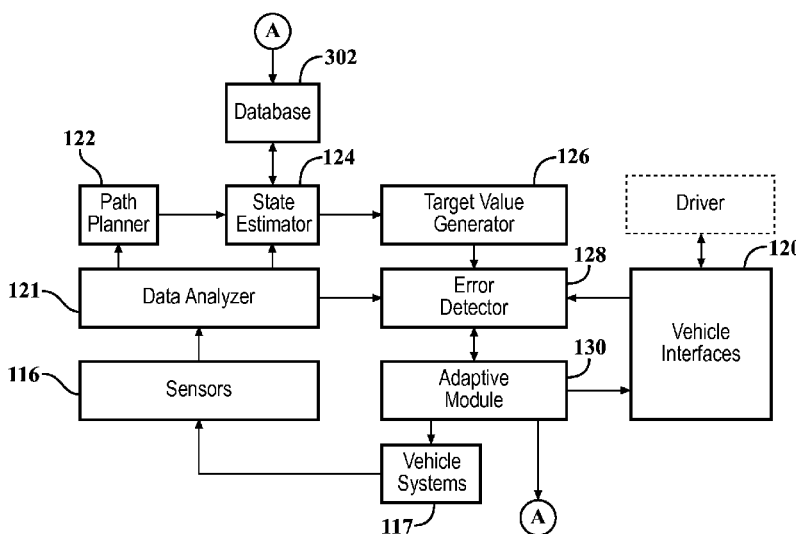 A
302
Database
122
124
126
Path
Planner
State
Estimator
Target Value
Generator
Driver
120
128
121
Data Analyzer
Error
Detector
Vehicle
Interfaces
116
Sensors
130
Adaptive
Module
Vehicle
Systems
117
A